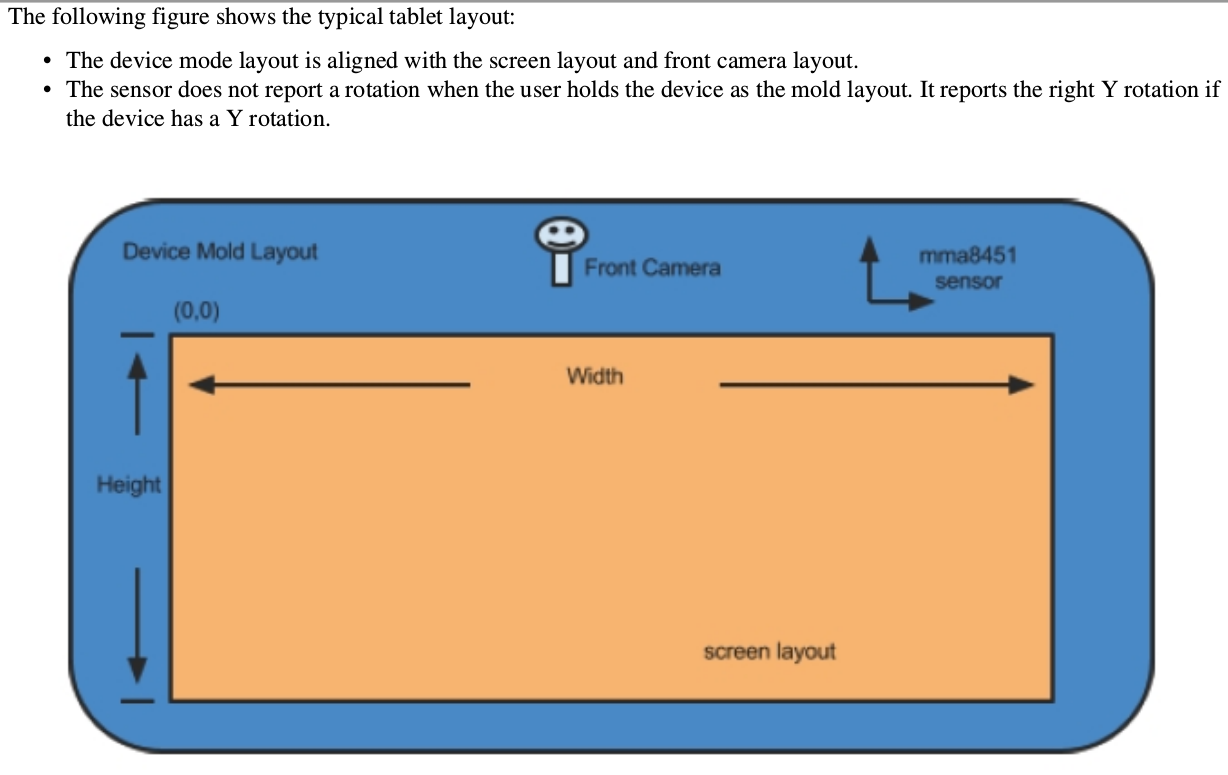 The following figure shows the typical tablet layout:
• The device mode layout is aligned with the screen layout and front camera layout.
• The sensor does not report a rotation when the user holds the device as the mold layout. It reports the right Y rotation if
the device has a Y rotation.
Device Mold Layout
Front Camera
mma8451
sensor
(0,0)
Width
Height
screen layout